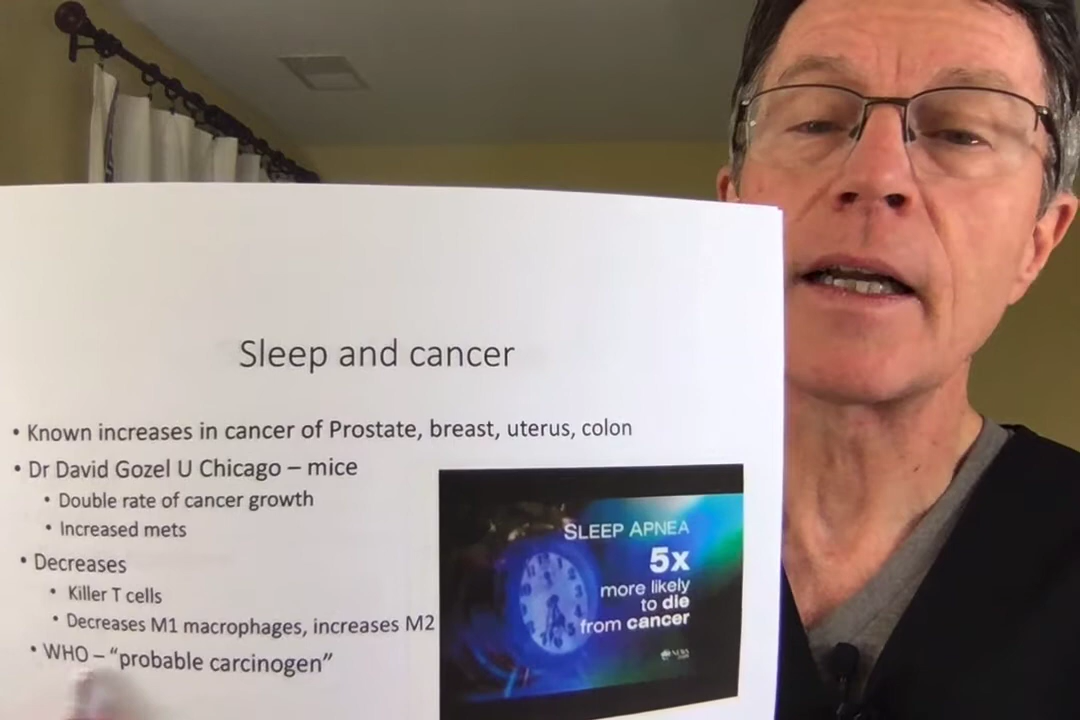 Sleep and cancer
• Known increases in cancer of Prostate, breast, uterus, colon
• Dr David Gozel U Chicago – mice
• Double rate of cancer growth
• Increased mets
• Decreases
• Killer T cells
• Decreases M1 macrophages, increases M2
• WHO – "probable carcinogen"
SLEEP APNEA
5x
more likely
to die
from cancer